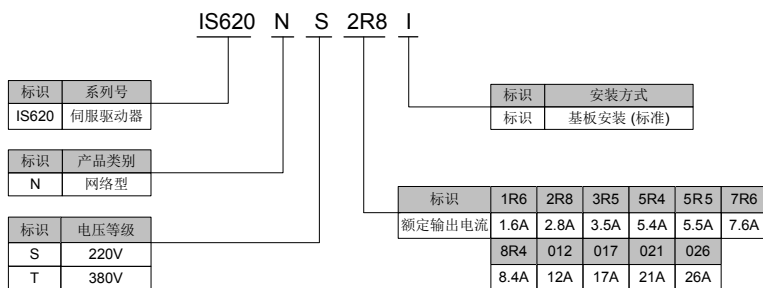 IS620 N S 2R8 I
标识 系列号
IS620 伺服驱动器
标识 产品类别
N 网络型
标识 电压等级
S 220V
T 380V
标识 安装方式
标识 基板安装 (标准)
标识 1R6 2R8 3R5 5R4 5R5 7R6
额定输出电流 1.6A 2.8A 3.5A 5.4A 5.5A 7.6A
8R4 012 017 021 026
8.4A 12A 17A 21A 26A